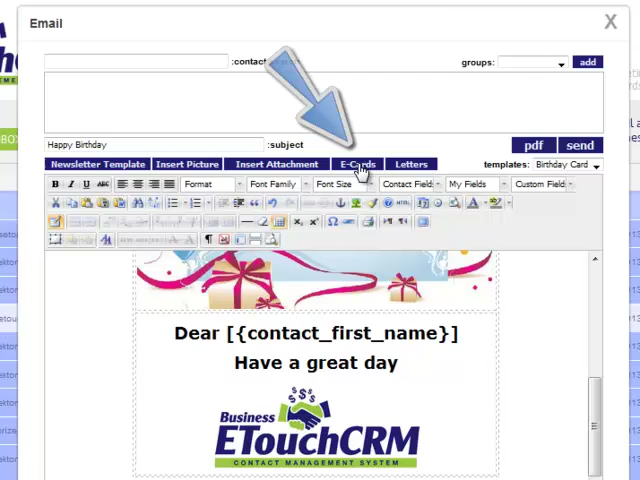 Email
X
:contact
groups:
add
Happy Birthday
:subject
pdf
send
Newsletter Template
Insert Picture
Insert Attachment
E-Cards
Letters
templates:
Birthday Card
B I U ABC
Format
Font Family
Font Size
Contact Field
My Fields
Custom Field
HTML
Dear [{contact_first_name}]
Have a great day
$$$
Business
ETouchCRM
CONTACT MANAGEMENT SYSTEM